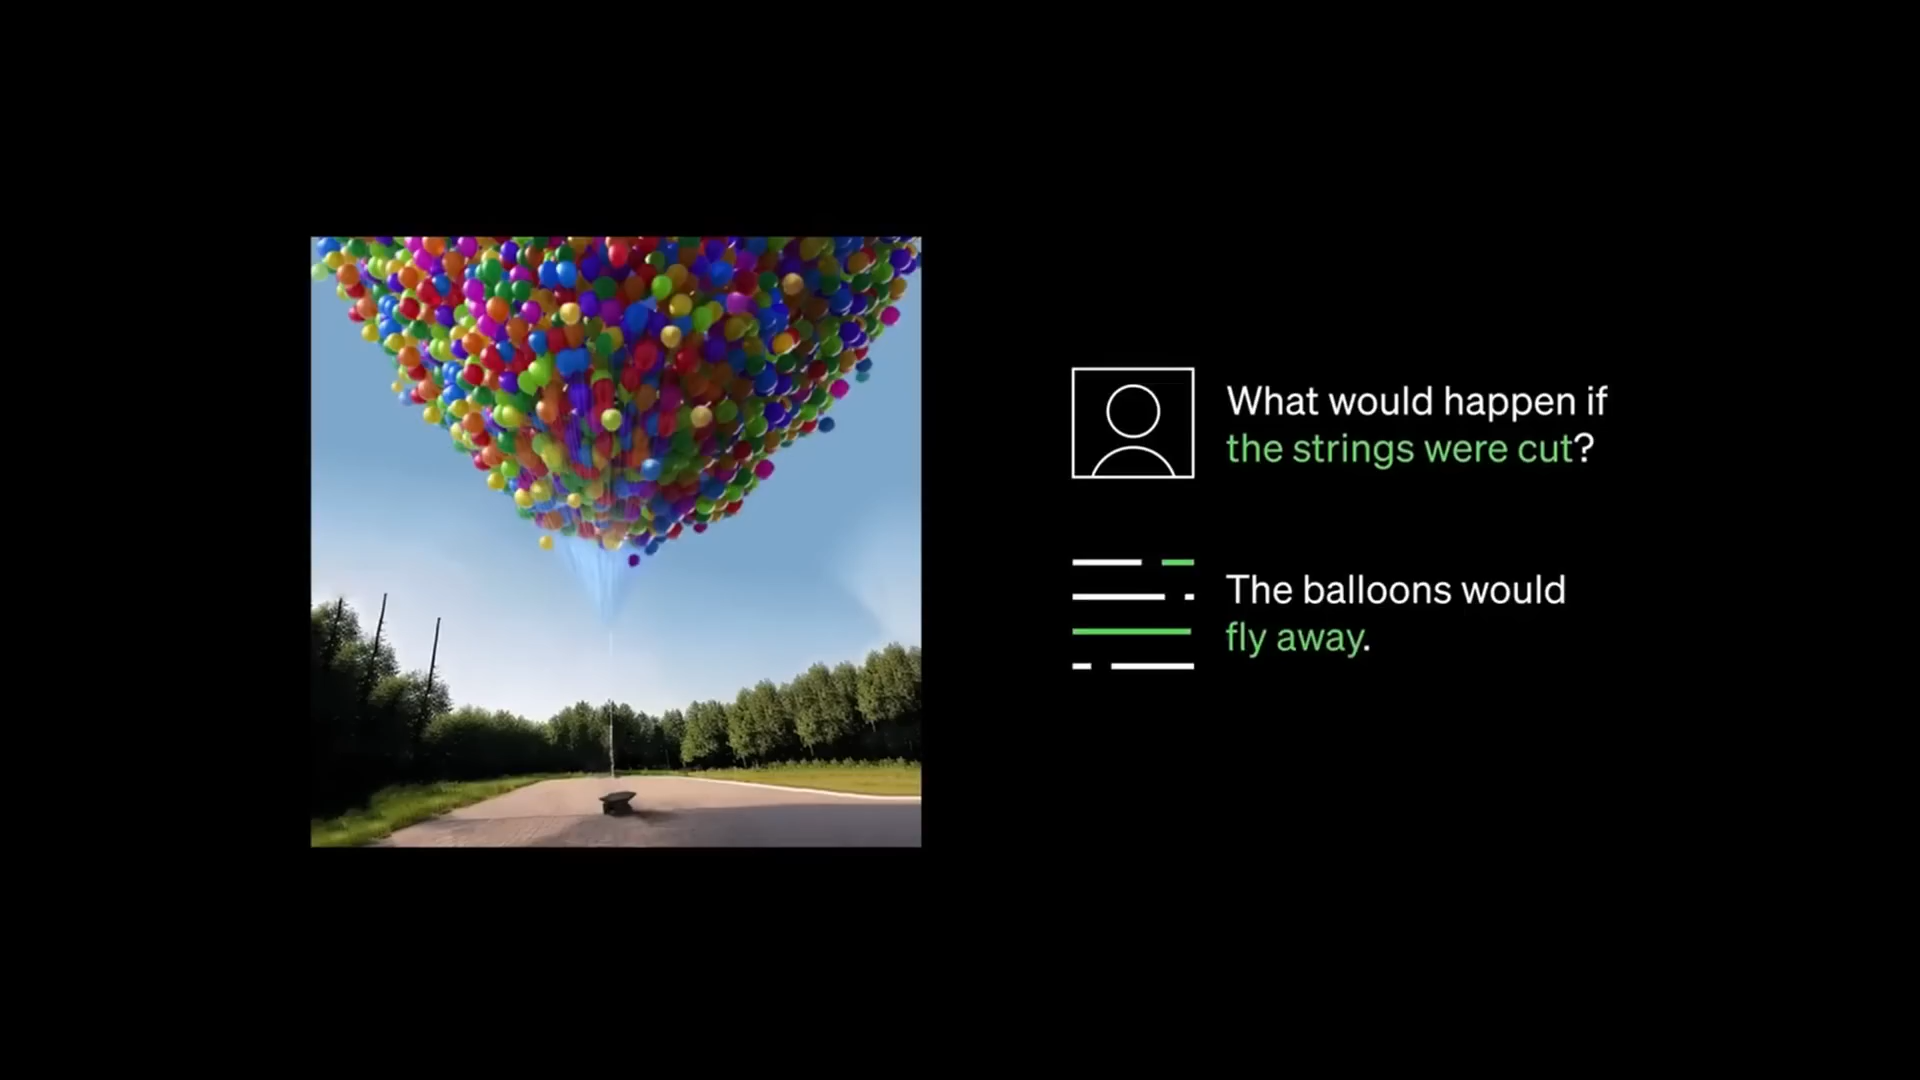 What would happen if
the strings were cut?
The balloons would
fly away.